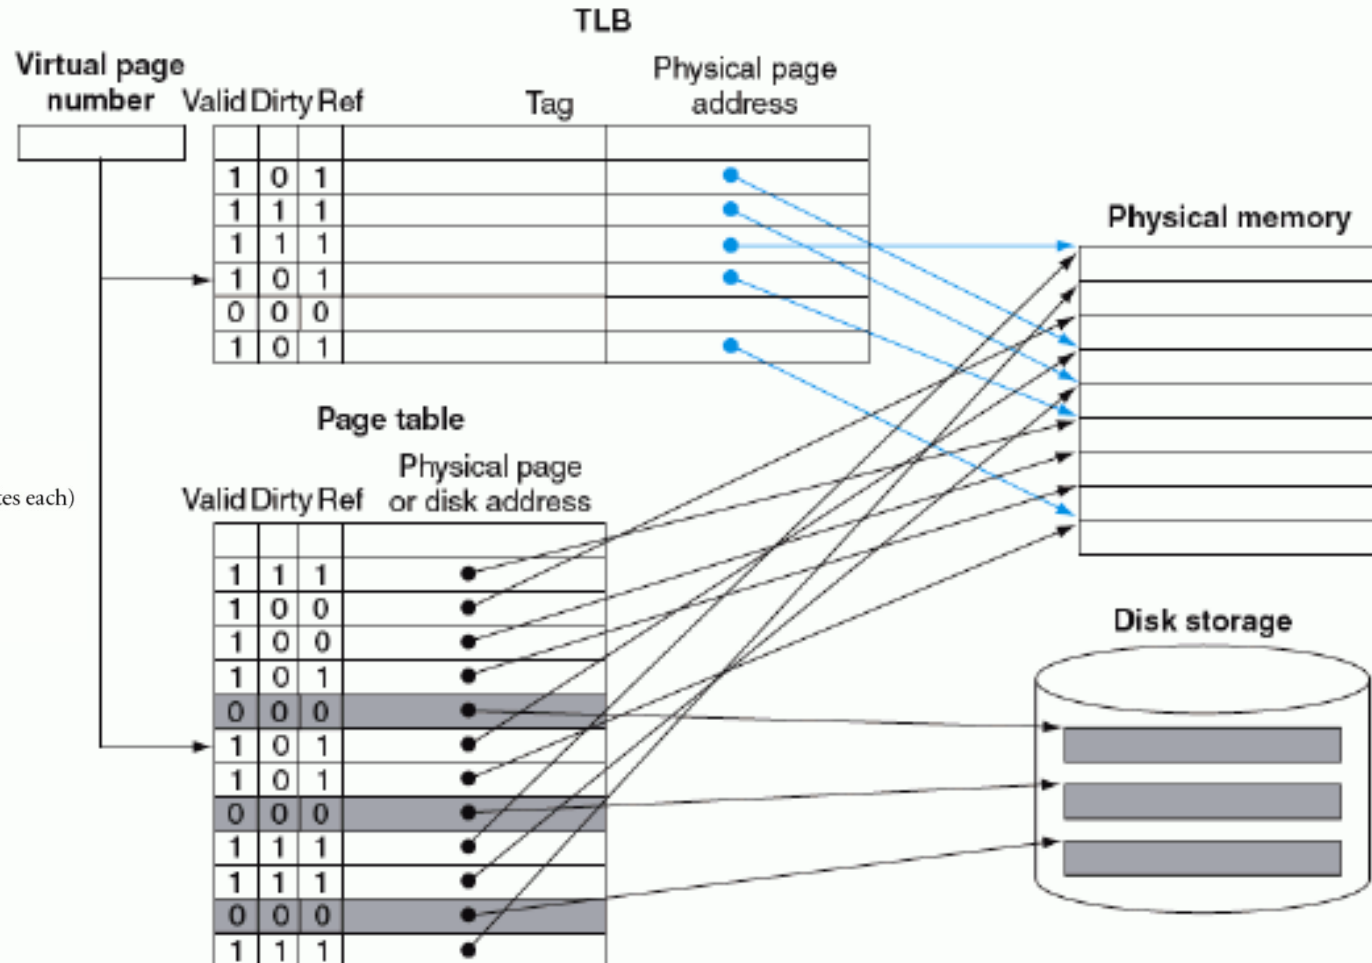 TLB
Virtual page
number
Valid Dirty Ref
Tag
Physical page
address
1 0 1
1 1 1
1 1 1
1 0 1
0 0 0
1 0 1
Physical memory
Page table
Physical page
or disk address
Valid Dirty Ref
each)
1 1 1
1 0 0
1 0 0
1 0 1
0 0 0
1 0 1
1 0 1
0 0 0
1 1 1
1 1 1
0 0 0
1 1 1
Disk storage